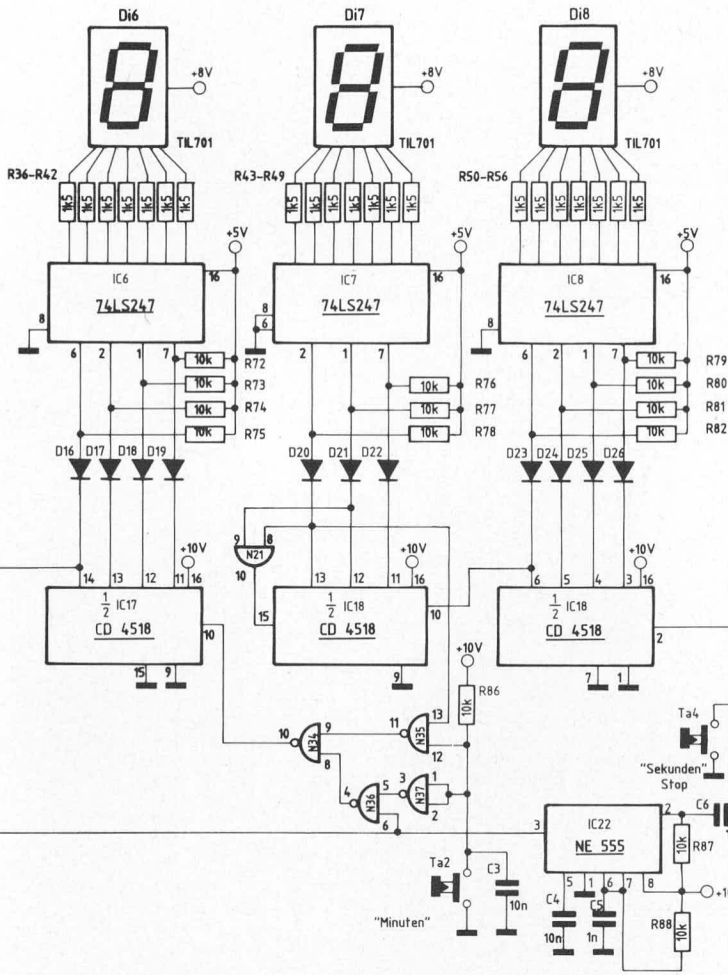 Di6 Di7 Di8
+8V +8V +8V
TIL701 TIL701 TIL701
R36-R42 R43-R49 R50-R56
1k5 1k5 1k5 1k5 1k5 1k5 1k5 1k5 1k5 1k5 1k5 1k5 1k5 1k5 1k5 1k5 1k5 1k5 1k5 1k5 1k5
+5V +5V +5V
IC6 16 IC7 16 IC8 16
74LS247 74LS247 74LS247
8 8 8
6
6 2 1 7 2 1 7 6 2 1 7
10k R72 10k R79
10k R73 10k R76 10k R80
10k R74 10k R77 10k R81
10k R75 10k R78 10k R82
D16 D17 D18 D19 D20 D21 D22 D23 D24 D25 D26
9 8
N21
10
+10V +10V +10V
14 13 12 11 16 13 12 11 16 6 5 4 3 16
1/2 IC17 1/2 IC18 1/2 IC18
CD 4518 CD 4518 CD 4518
10 15 10 2
15 9 9 7 1
+10V
10k R86
10 N34 9 11 N35 13
8 12
Ta4
"Sekunden"
Stop
4 N36 5 3 N37 1
6 2
3 IC22 2 C6
NE 555
10k R87
5 1 6 7 8
+1
Ta2 C3
10n
"Minuten"
C4 C5
10n 1n
R88 10k